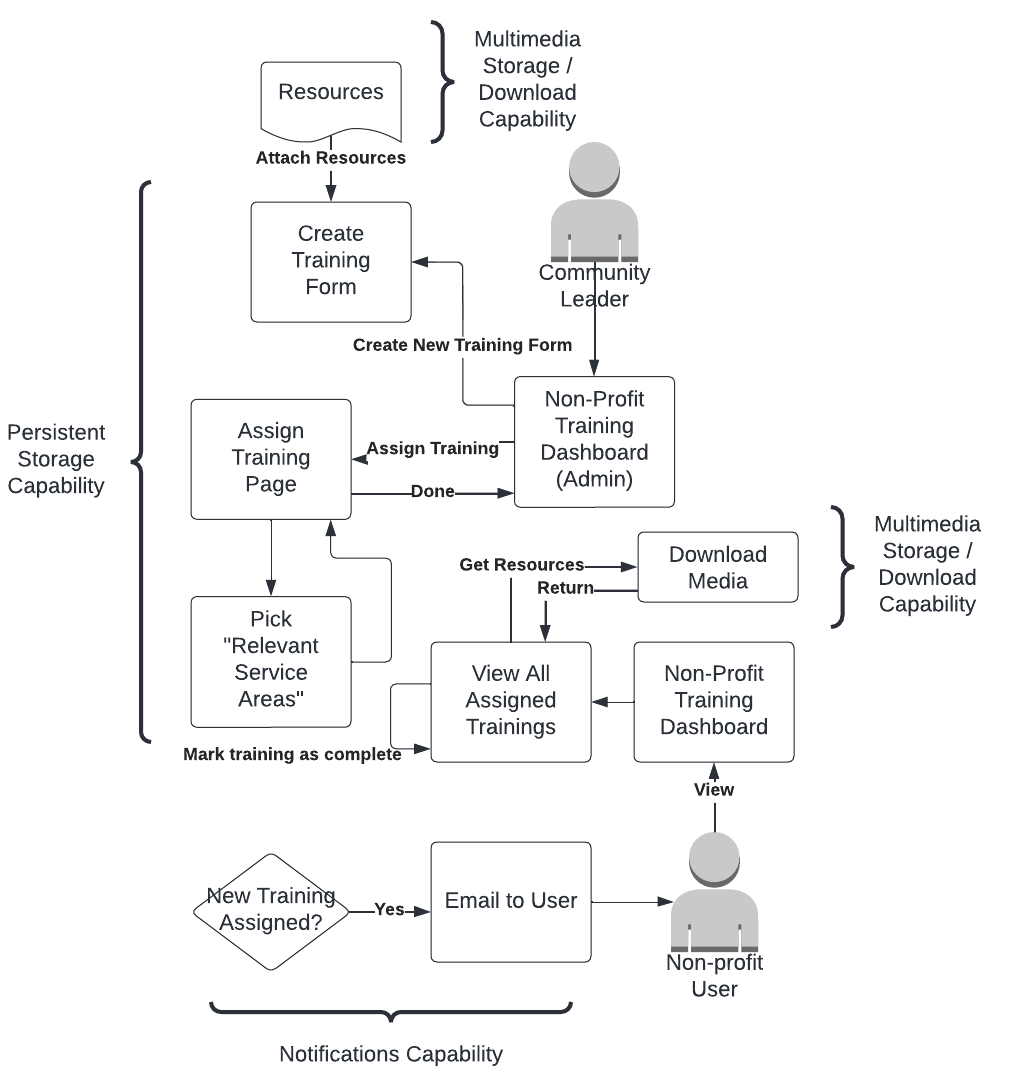 Multimedia
Storage /
Download
Capability
Resources
Attach Resources
Create
Training
Form
Community
Leader
Create New Training Form
Non-Profit
Training
Dashboard
(Admin)
Assign
Training
Page
Assign Training
Done
Persistent
Storage
Capability
Multimedia
Storage /
Download
Capability
Download
Media
Get Resources
Return
Pick
"Relevant
Service
Areas"
View All
Assigned
Trainings
Non-Profit
Training
Dashboard
Mark training as complete
View
New Training
Assigned?
Yes
Email to User
Non-profit
User
Notifications Capability